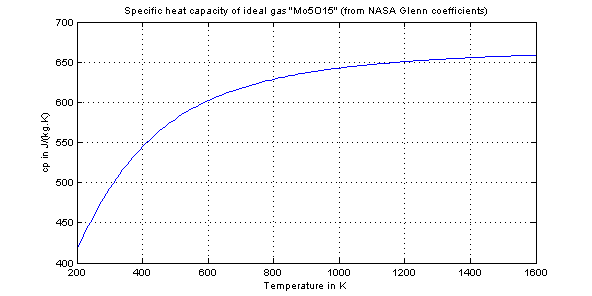 Specific heat capacity of ideal gas "Mo5O15" (from NASA Glenn coefficients)
700
650
600
550
500
450
400
cp in J/(kg.K)
200 400 600 800 1000 1200 1400 1600
Temperature in K